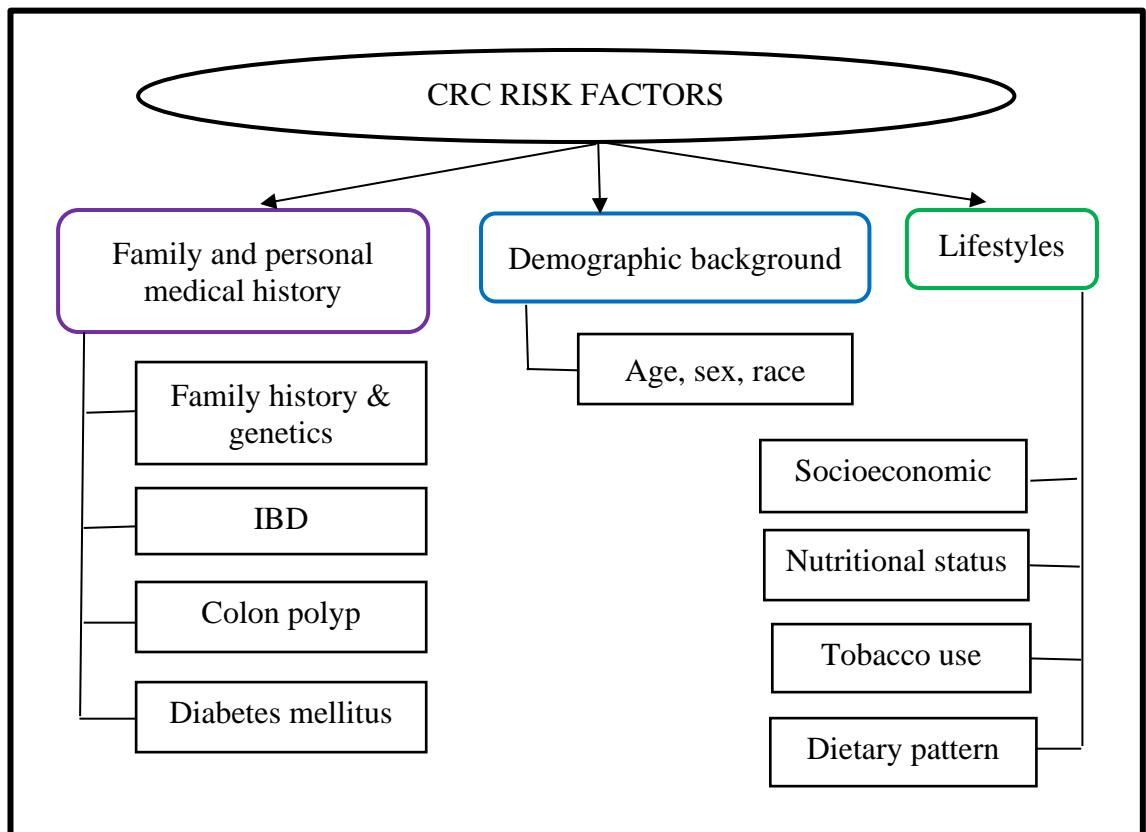 CRC RISK FACTORS
Family and personal
medical history
Demographic background
Lifestyles
Family history &
genetics
IBD
Colon polyp
Diabetes mellitus
Age, sex, race
Socioeconomic
Nutritional status
Tobacco use
Dietary pattern